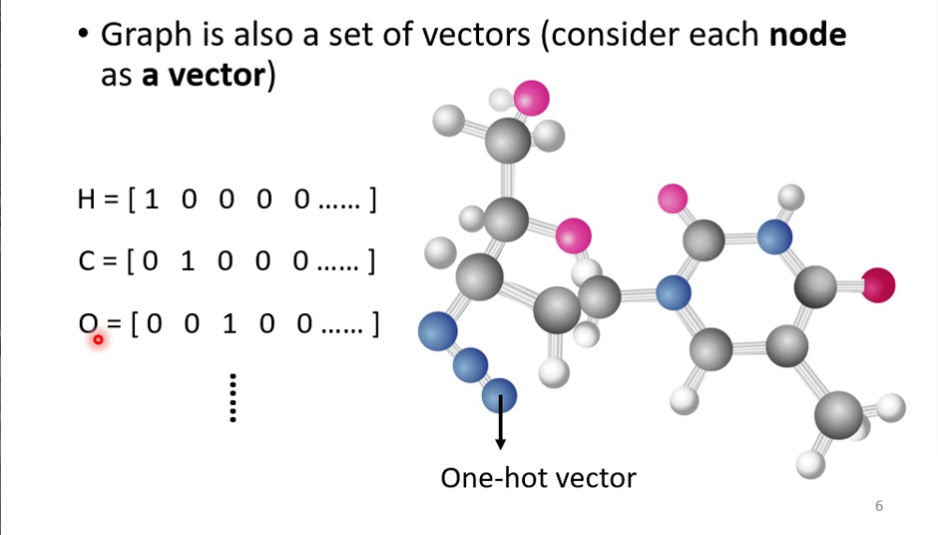 • Graph is also a set of vectors (consider each node
as a vector)
H = [ 1 0 0 0 0 …… ]
C = [ 0 1 0 0 0 …… ]
O = [ 0 0 1 0 0 …… ]
……
One-hot vector
6